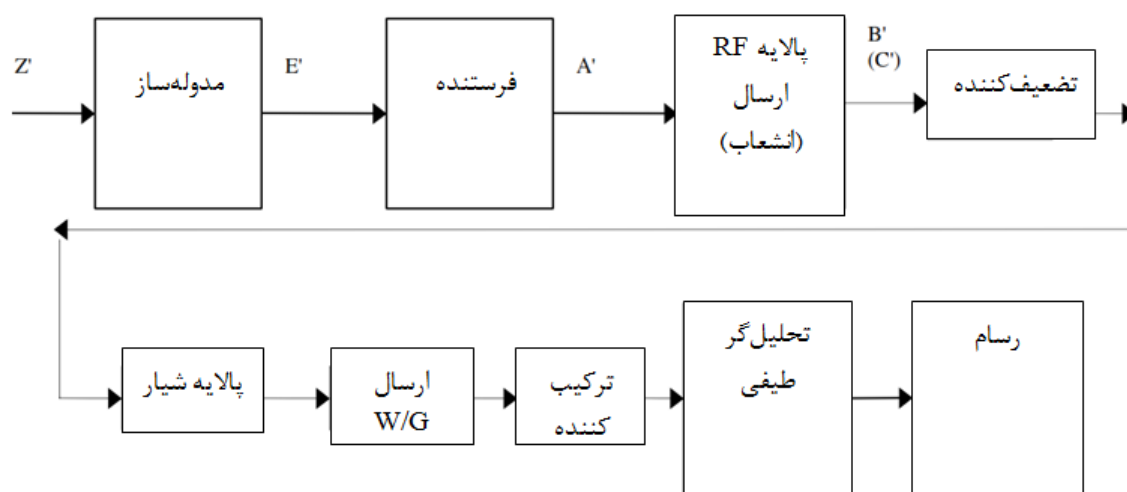 Z'
مدوله‌ساز
E'
فرستنده
A'
پالایه RF
ارسال
(انشعاب)
B'
(C')
تضعیف‌کننده
پالایه شیار
ارسال
W/G
ترکیب
کننده
تحلیل‌گر
طیفی
رسام